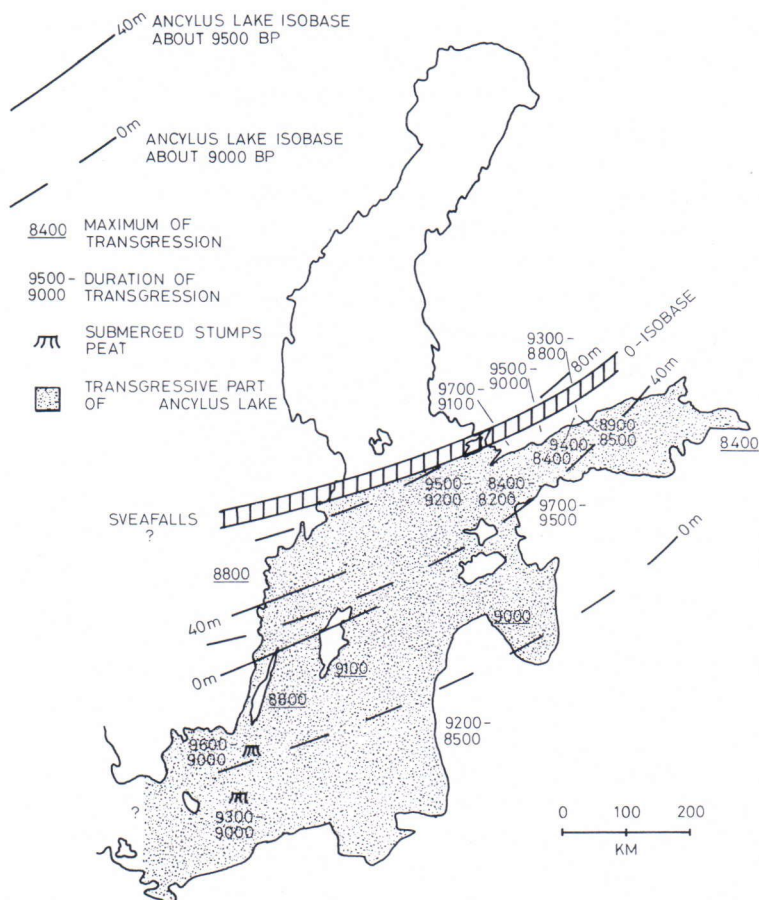 40m
ANCYLUS LAKE ISOBASE
ABOUT 9500 BP
0m
ANCYLUS LAKE ISOBASE
ABOUT 9000 BP
8400
MAXIMUM OF
TRANSGRESSION
9500-
9000
DURATION OF
TRANSGRESSION
SUBMERGED STUMPS
PEAT
TRANSGRESSIVE PART
OF ANCYLUS LAKE
9300-
8800
0-ISOBASE
80m
9500-
9000
9700-
9100
40m
8900
8500
9400-
8400
8400
9500-
9200
8400-
8200
9700-
9500
SVEAFALLS
?
0m
8800
40m
9000
0m
9100
8800
9200-
8500
9600-
9000
?
9300-
9000
0 100 200
KM